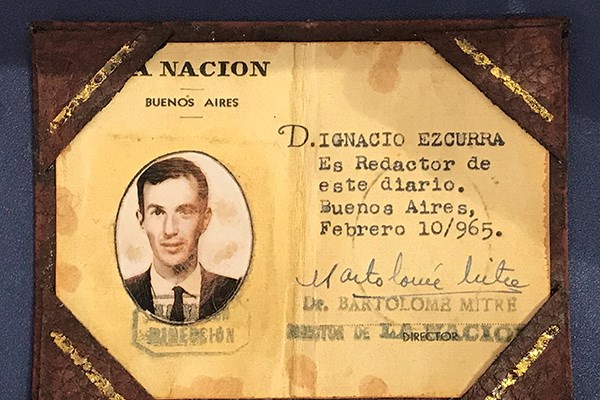 A NACION
BUENOS AIRES
DIRECCIÓN
D. IGNACIO EZCURRA
Es Redactor de
este diario.
Buenos Aires,
Febrero 10/965.
Bartolomé Mitre
Dr. BARTOLOME MITRE
DIRECTOR DE LA NACION
DIRECTOR